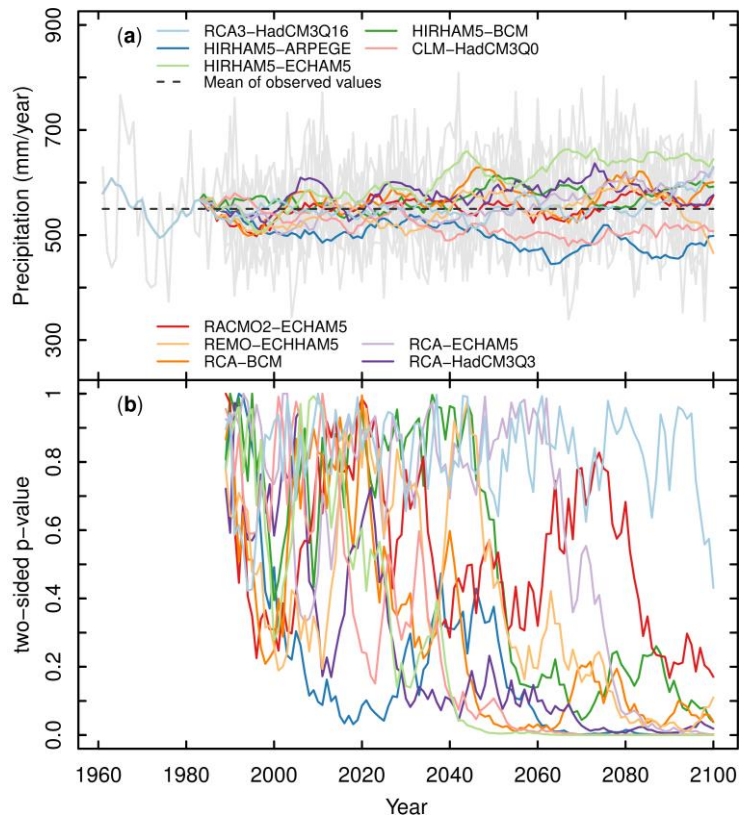 900
700
500
300
Precipitation (mm/year)
(a)
RCA3-HadCM3Q16
HIRHAM5-ARPEGE
HIRHAM5-ECHAM5
Mean of observed values
HIRHAM5-BCM
CLM-HadCM3Q0
RACMO2-ECHAM5
REMO-ECHHAM5
RCA-BCM
RCA-ECHAM5
RCA-HadCM3Q3
(b)
1
0.8
0.6
0.4
0.2
0.0
two-sided p-value
1960 1980 2000 2020 2040 2060 2080 2100
Year